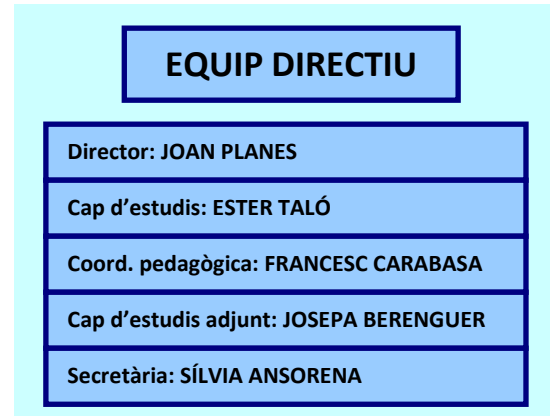 EQUIP DIRECTIU
Director: JOAN PLANES
Cap d’estudis: ESTER TALÓ
Coord. pedagògica: FRANCESC CARABASA
Cap d’estudis adjunt: JOSEPA BERENGUER
Secretària: SÍLVIA ANSORENA